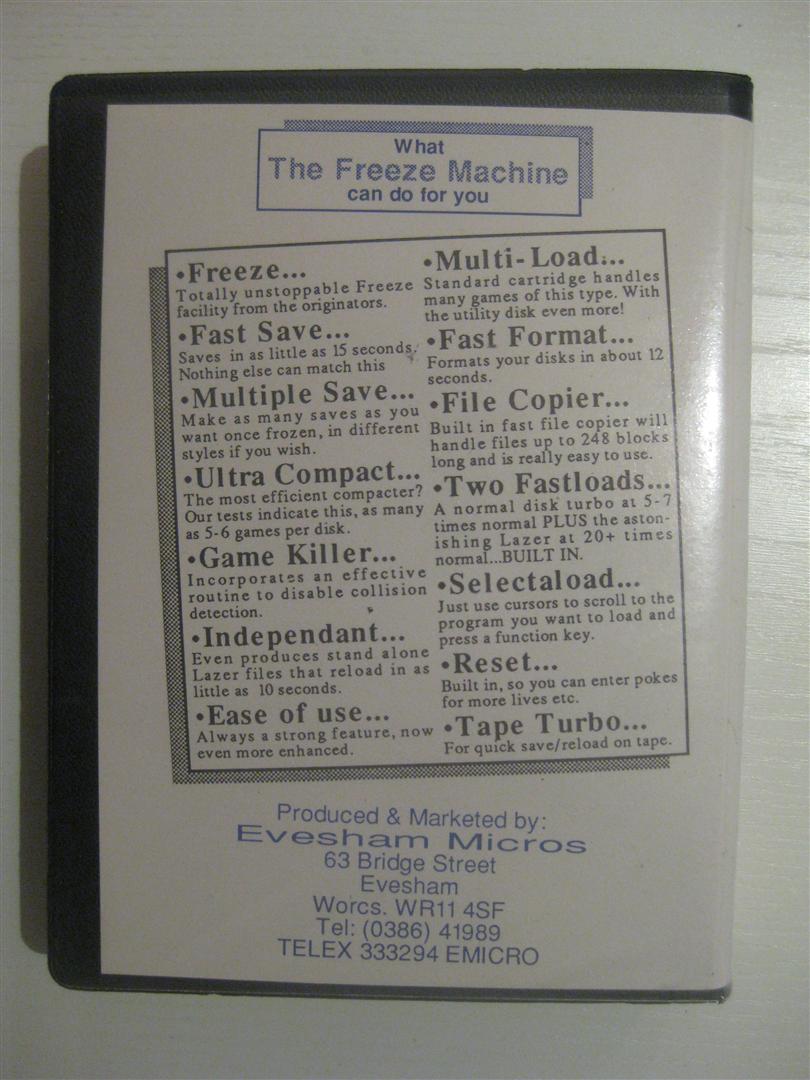 What
The Freeze Machine
can do for you
•Freeze...
Totally unstoppable Freeze
facility from the originators.
•Fast Save...
Saves in as little as 15 seconds.
Nothing else can match this
•Multiple Save...
Make as many saves as you
want once frozen, in different
styles if you wish.
•Ultra Compact...
The most efficient compacter?
Our tests indicate this, as many
as 5-6 games per disk.
•Game Killer...
Incorporates an effective
routine to disable collision
detection.
•Independant...
Even produces stand alone
Lazer files that reload in as
little as 10 seconds.
•Ease of use...
Always a strong feature, now
even more enhanced.
•Multi-Load...
Standard cartridge handles
many games of this type. With
the utility disk even more!
•Fast Format...
Formats your disks in about 12
seconds.
•File Copier...
Built in fast file copier will
handle files up to 248 blocks
long and is really easy to use.
•Two Fastloads...
A normal disk turbo at 5-7
times normal PLUS the aston-
ishing Lazer at 20+ times
normal...BUILT IN.
•Selectaload...
Just use cursors to scroll to the
program you want to load and
press a function key.
•Reset...
Built in, so you can enter pokes
for more lives etc.
•Tape Turbo...
For quick save/reload on tape.
Produced & Marketed by:
Evesham Micros
63 Bridge Street
Evesham
Worcs. WR11 4SF
Tel: (0386) 41989
TELEX 333294 EMICRO